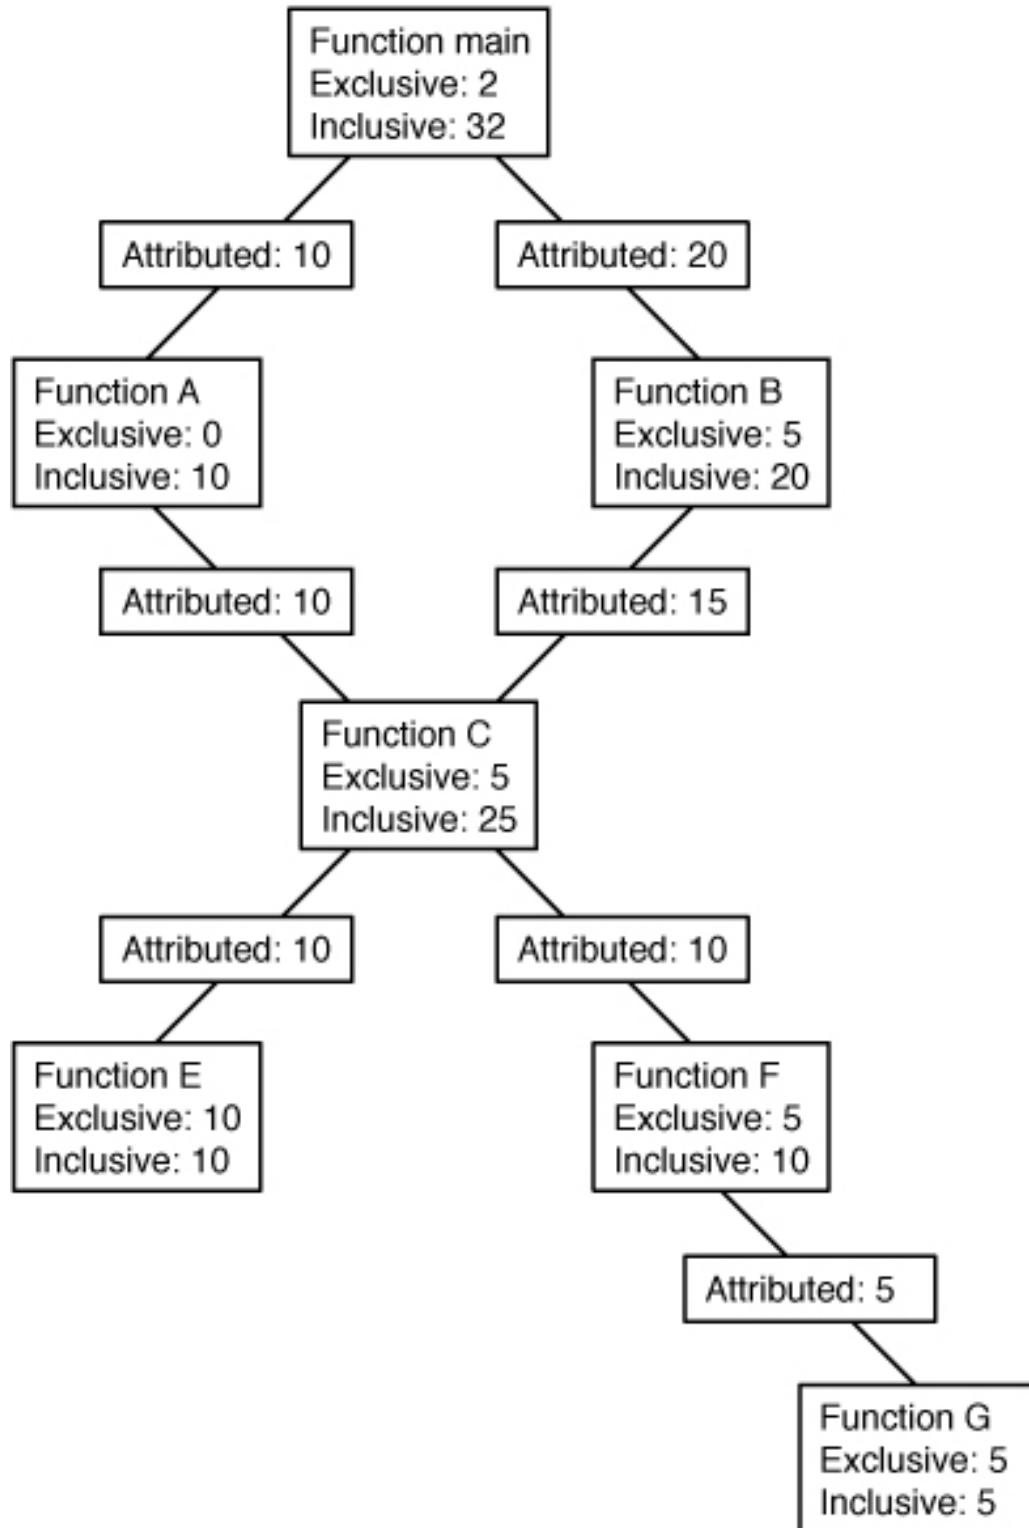 Function main
Exclusive: 2
Inclusive: 32
Attributed: 10
Attributed: 20
Function A
Exclusive: 0
Inclusive: 10
Function B
Exclusive: 5
Inclusive: 20
Attributed: 10
Attributed: 15
Function C
Exclusive: 5
Inclusive: 25
Attributed: 10
Attributed: 10
Function E
Exclusive: 10
Inclusive: 10
Function F
Exclusive: 5
Inclusive: 10
Attributed: 5
Function G
Exclusive: 5
Inclusive: 5